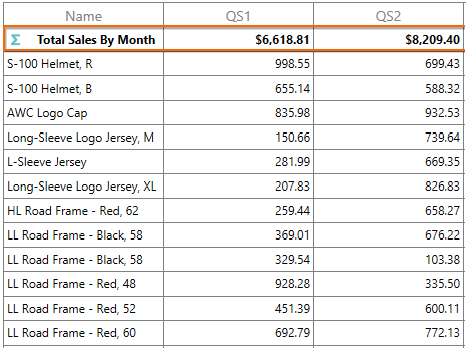 Name QS1 QS2
Σ Total Sales By Month $6,618.81 $8,209.40
S-100 Helmet, R 998.55 699.43
S-100 Helmet, B 655.14 588.32
AWC Logo Cap 835.98 932.53
Long-Sleeve Logo Jersey, M 150.66 739.64
L-Sleeve Jersey 281.99 669.35
Long-Sleeve Logo Jersey, XL 207.83 826.83
HL Road Frame - Red, 62 259.44 658.27
LL Road Frame - Black, 58 369.01 676.22
LL Road Frame - Black, 58 329.54 103.38
LL Road Frame - Red, 48 928.28 335.50
LL Road Frame - Red, 52 451.39 600.11
LL Road Frame - Red, 60 692.79 772.13